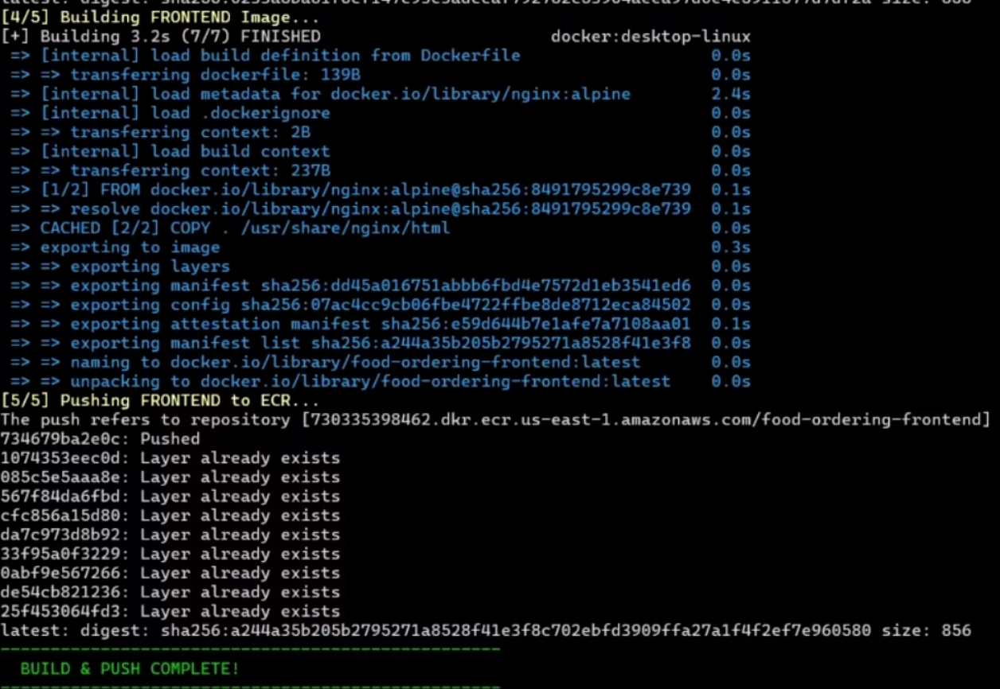 [4/5] Building FRONTEND Image...
[+] Building 3.2s (7/7) FINISHED docker:desktop-linux
=> [internal] load build definition from Dockerfile 0.0s
=> => transferring dockerfile: 139B 0.0s
=> [internal] load metadata for docker.io/library/nginx:alpine 2.4s
=> [internal] load .dockerignore 0.0s
=> => transferring context: 2B 0.0s
=> [internal] load build context 0.0s
=> => transferring context: 237B 0.0s
=> [1/2] FROM docker.io/library/nginx:alpine@sha256:8491795299c8e739 0.1s
=> => resolve docker.io/library/nginx:alpine@sha256:8491795299c8e739 0.1s
=> CACHED [2/2] COPY . /usr/share/nginx/html 0.0s
=> exporting to image 0.3s
=> => exporting layers 0.0s
=> => exporting manifest sha256:dd45a016751abbb6fbd4e7572d1eb3541ed6 0.0s
=> => exporting config sha256:07ac4cc9cb06fbe4722ffbe8de8712eca84502 0.0s
=> => exporting attestation manifest sha256:e59d644b7e1afe7a7108aa01 0.1s
=> => exporting manifest list sha256:a244a35b205b2795271a8528f41e3f8 0.0s
=> => naming to docker.io/library/food-ordering-frontend:latest 0.0s
=> => unpacking to docker.io/library/food-ordering-frontend:latest 0.0s
[5/5] Pushing FRONTEND to ECR...
The push refers to repository [730335398462.dkr.ecr.us-east-1.amazonaws.com/food-ordering-frontend]
734679ba2e0c: Pushed
1074353eec0d: Layer already exists
085c5e5aaa8e: Layer already exists
567f84da6fbd: Layer already exists
cfc856a15d80: Layer already exists
da7c973d8b92: Layer already exists
33f95a0f3229: Layer already exists
0abf9e567266: Layer already exists
de54cb821236: Layer already exists
25f453064fd3: Layer already exists
latest: digest: sha256:a244a35b205b2795271a8528f41e3f8c702ebfd3909ffa27a1f4f2ef7e960580 size: 856
--------------------------------------------------
BUILD & PUSH COMPLETE!
--------------------------------------------------